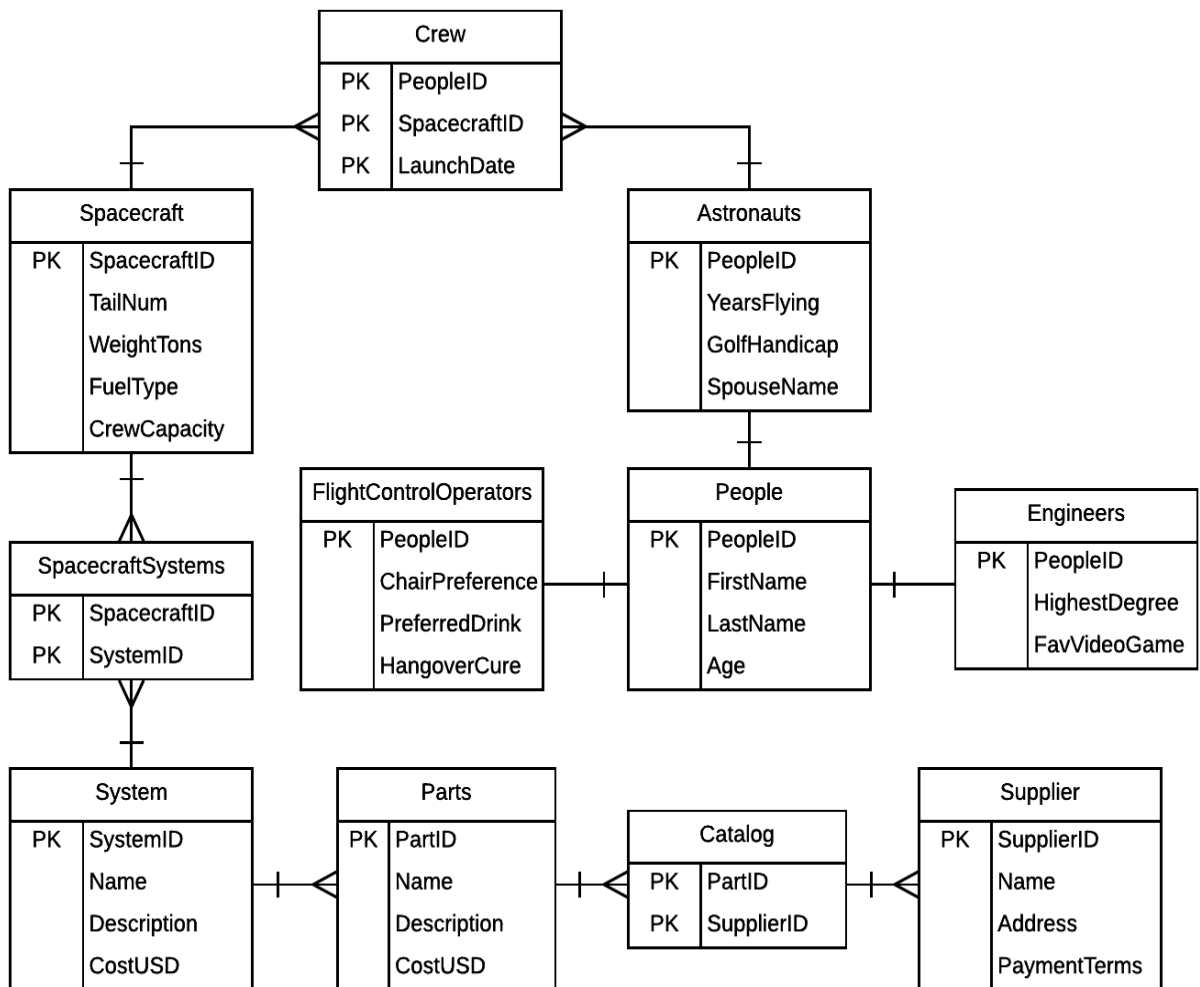 Crew
PK PeopleID
PK SpacecraftID
PK LaunchDate
Spacecraft
PK SpacecraftID
TailNum
WeightTons
FuelType
CrewCapacity
Astronauts
PK PeopleID
YearsFlying
GolfHandicap
SpouseName
FlightControlOperators
PK PeopleID
ChairPreference
PreferredDrink
HangoverCure
People
PK PeopleID
FirstName
LastName
Age
Engineers
PK PeopleID
HighestDegree
FavVideoGame
SpacecraftSystems
PK SpacecraftID
PK SystemID
System
PK SystemID
Name
Description
CostUSD
Parts
PK PartID
Name
Description
CostUSD
Catalog
PK PartID
PK SupplierID
Supplier
PK SupplierID
Name
Address
PaymentTerms